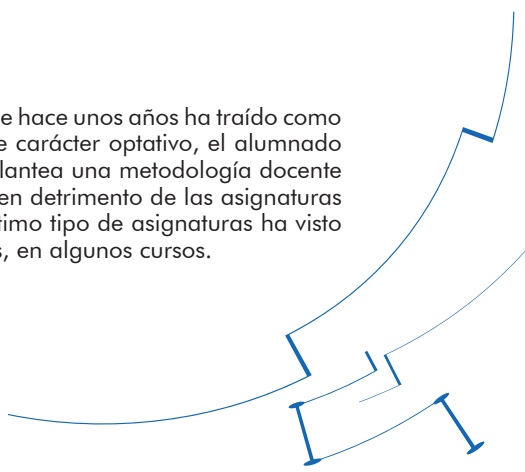 e hace unos años ha traído como
e carácter optativo, el alumnado
lantea una metodología docente
en detrimento de las asignaturas
timo tipo de asignaturas ha visto
s, en algunos cursos.